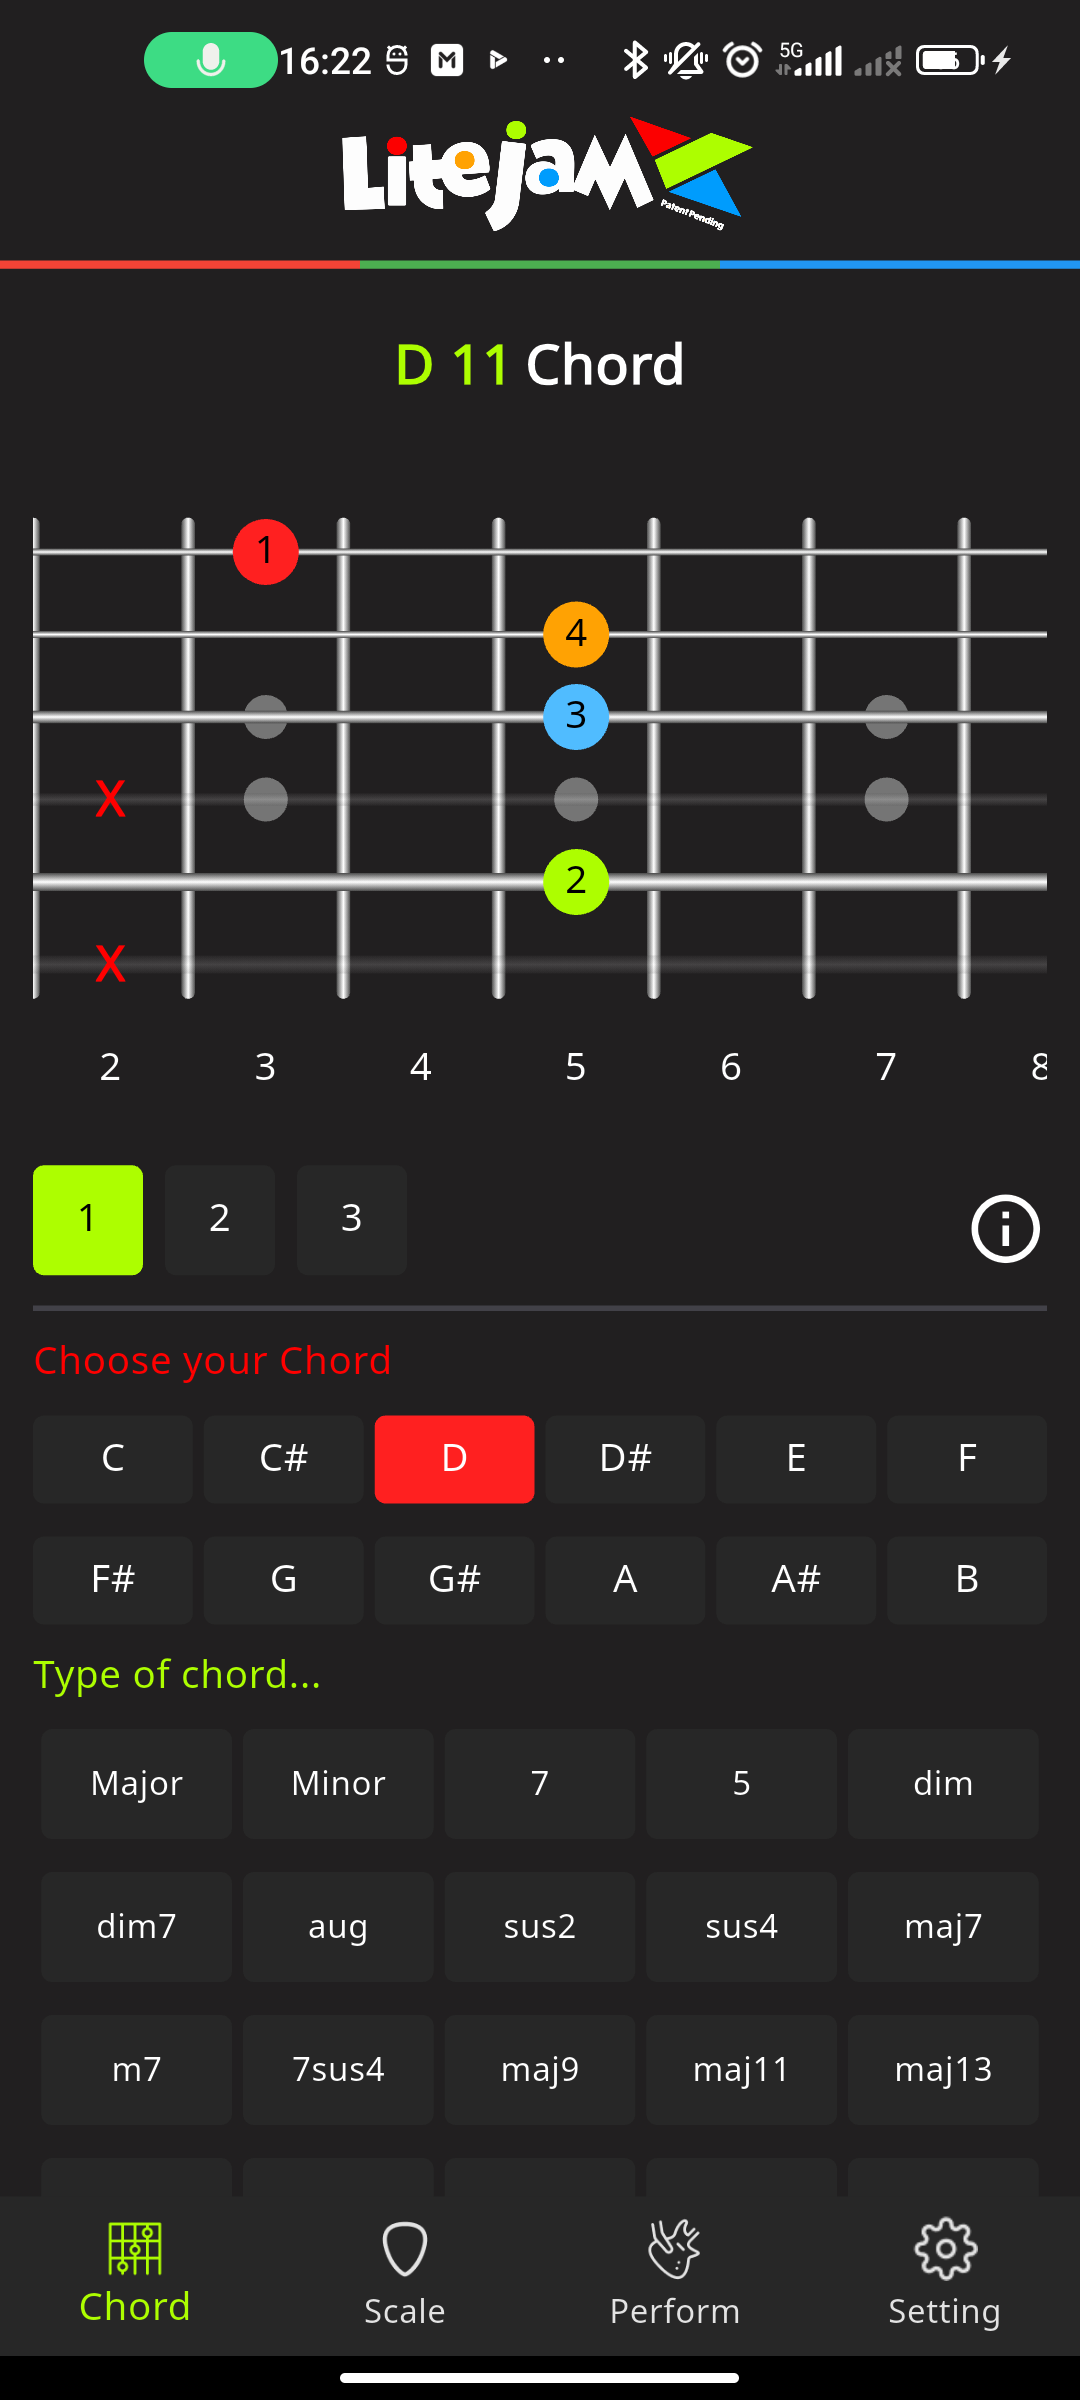 16:22 5G
Litejam
Patent Pending
D 11 Chord
1
4
3
X
2
X
2 3 4 5 6 7 8
1 2 3
Choose your Chord
C C# D D# E F
F# G G# A A# B
Type of chord...
Major Minor 7 5 dim
dim7 aug sus2 sus4 maj7
m7 7sus4 maj9 maj11 maj13
Chord Scale Perform Setting